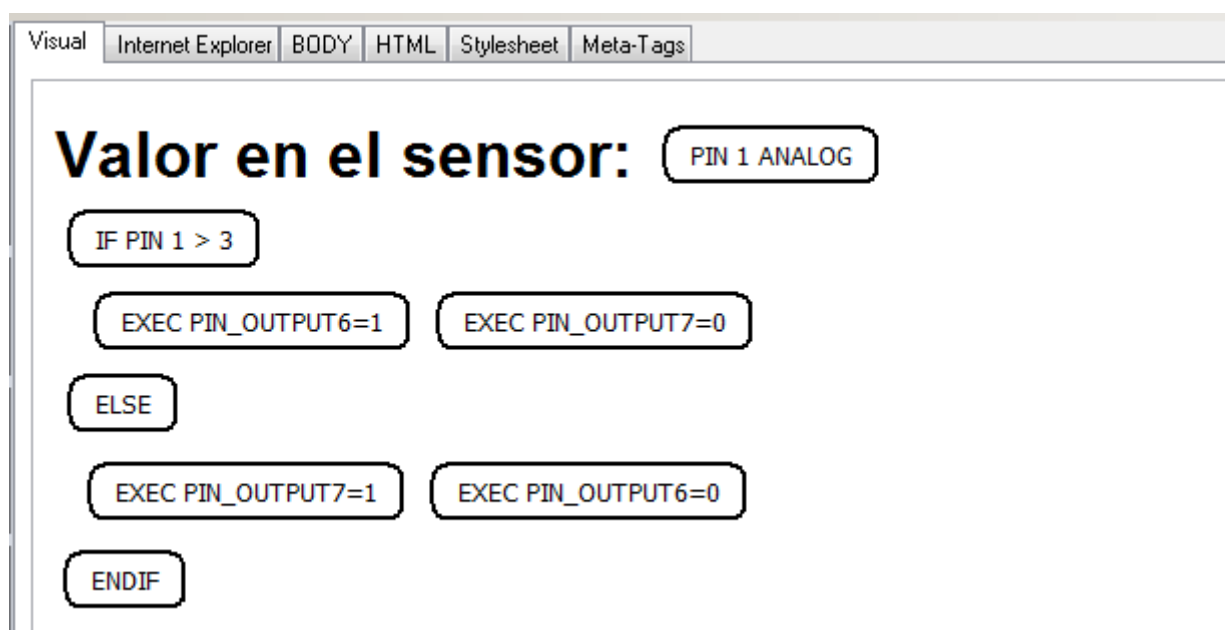 Visual Internet Explorer BODY HTML Stylesheet Meta-Tags
Valor en el sensor: PIN 1 ANALOG
IF PIN 1 > 3
EXEC PIN_OUTPUT6=1 EXEC PIN_OUTPUT7=0
ELSE
EXEC PIN_OUTPUT7=1 EXEC PIN_OUTPUT6=0
ENDIF